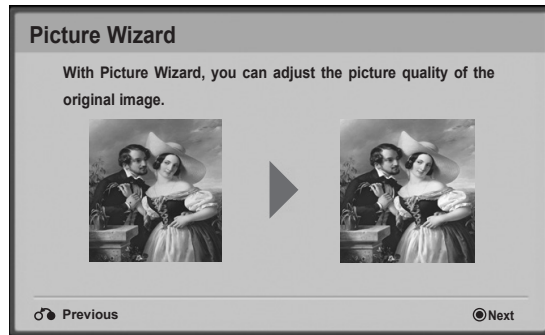 Picture Wizard
With Picture Wizard, you can adjust the picture quality of the
original image.
Previous
Next